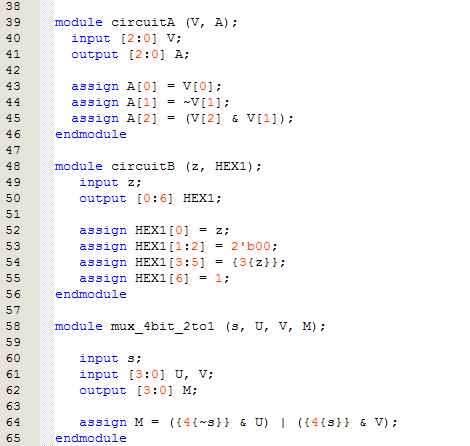 38
39 module circuitA (V, A);
40 input [2:0] V;
41 output [2:0] A;
42
43 assign A[0] = V[0];
44 assign A[1] = ~V[1];
45 assign A[2] = (V[2] & V[1]);
46 endmodule
47
48 module circuitB (z, HEX1);
49 input z;
50 output [0:6] HEX1;
51
52 assign HEX1[0] = z;
53 assign HEX1[1:2] = 2'b00;
54 assign HEX1[3:5] = {3{z}};
55 assign HEX1[6] = 1;
56 endmodule
57
58 module mux_4bit_2to1 (s, U, V, M);
59
60 input s;
61 input [3:0] U, V;
62 output [3:0] M;
63
64 assign M = ({4{~s}} & U) | ({4{s}} & V);
65 endmodule